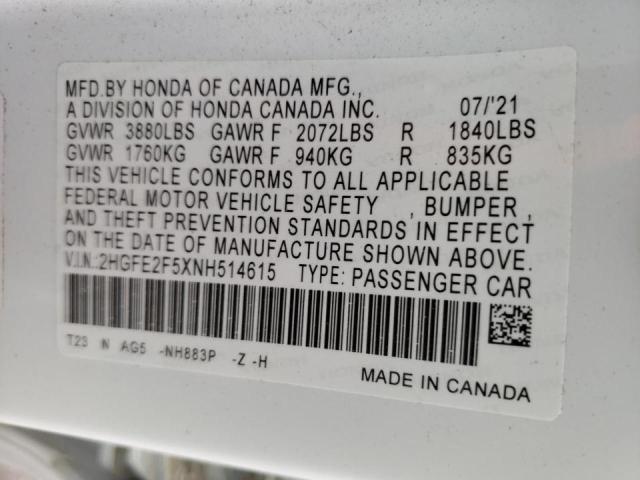 MFD.BY HONDA OF CANADA MFG.,
A DIVISION OF HONDA CANADA INC. 07/'21
GVWR 3880LBS GAWR F 2072LBS R 1840LBS
GVWR 1760KG GAWR F 940KG R 835KG
THIS VEHICLE CONFORMS TO ALL APPLICABLE
FEDERAL MOTOR VEHICLE SAFETY , BUMPER ,
AND THEFT PREVENTION STANDARDS IN EFFECT
ON THE DATE OF MANUFACTURE SHOWN ABOVE.
V.I.N.:2HGFE2F5XNH514615 TYPE: PASSENGER CAR
T23 N AG5 -NH883P -Z -H
MADE IN CANADA